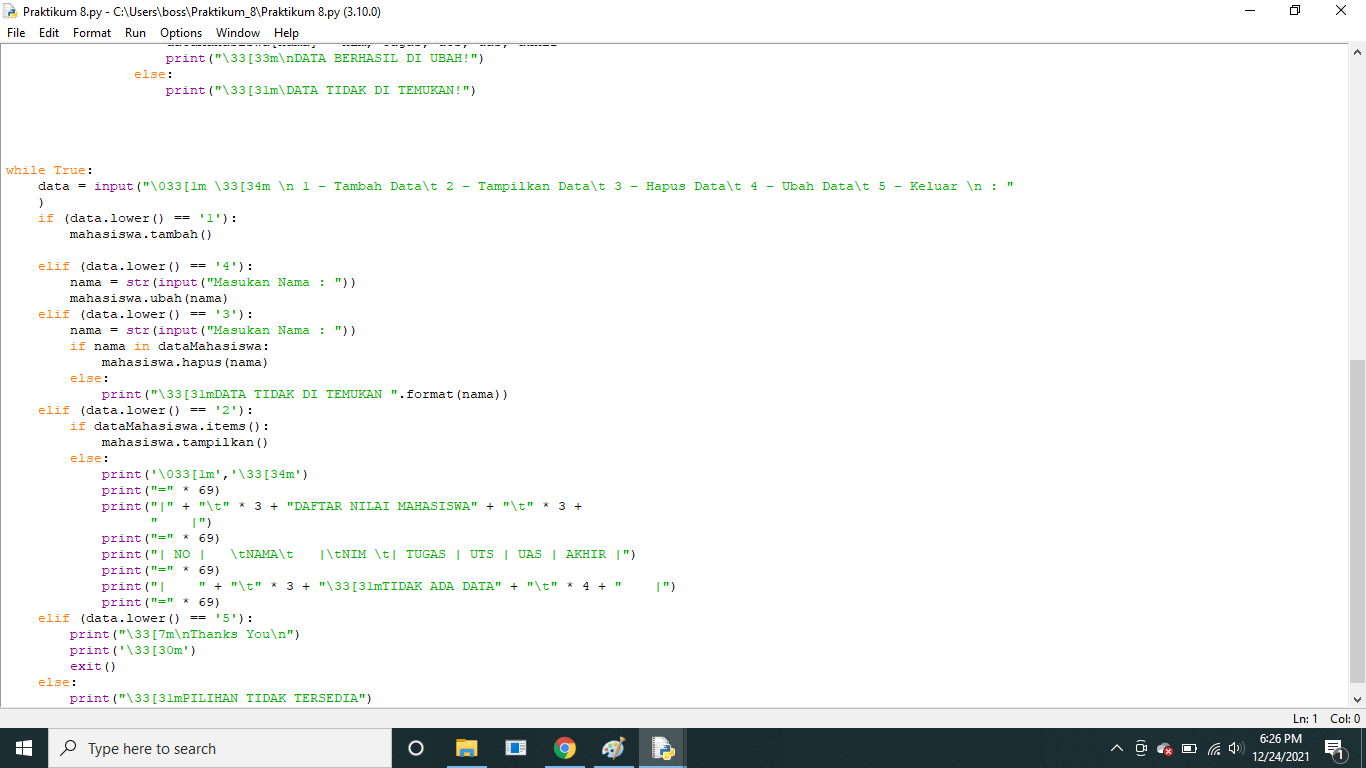 Praktikum 8.py - C:\Users\boss\Praktikum_8\Praktikum 8.py (3.10.0)
File Edit Format Run Options Window Help
print("\33[33m\nDATA BERHASIL DI UBAH!")
else:
print("\33[31m\DATA TIDAK DI TEMUKAN!")
while True:
data = input("\033[1m \33[34m \n 1 - Tambah Data\t 2 - Tampilkan Data\t 3 - Hapus Data\t 4 - Ubah Data\t 5 - Keluar \n : "
)
if (data.lower() == '1'):
mahasiswa.tambah()
elif (data.lower() == '4'):
nama = str(input("Masukan Nama : "))
mahasiswa.ubah(nama)
elif (data.lower() == '3'):
nama = str(input("Masukan Nama : "))
if nama in dataMahasiswa:
mahasiswa.hapus(nama)
else:
print("\33[31mDATA TIDAK DI TEMUKAN ".format(nama))
elif (data.lower() == '2'):
if dataMahasiswa.items():
mahasiswa.tampilkan()
else:
print('\033[1m','\33[34m')
print("=" * 69)
print("|" + "\t" * 3 + "DAFTAR NILAI MAHASISWA" + "\t" * 3 +
"    |")
print("=" * 69)
print("| NO |   \tNAMA\t   |\tNIM \t| TUGAS | UTS | UAS | AKHIR |")
print("=" * 69)
print("|    " + "\t" * 3 + "\33[31mTIDAK ADA DATA" + "\t" * 4 + "    |")
print("=" * 69)
elif (data.lower() == '5'):
print("\33[7m\nThanks You\n")
print('\33[30m')
exit()
else:
print("\33[31mPILIHAN TIDAK TERSEDIA")
Ln: 1 Col: 0
Type here to search
6:26 PM
12/24/2021
1